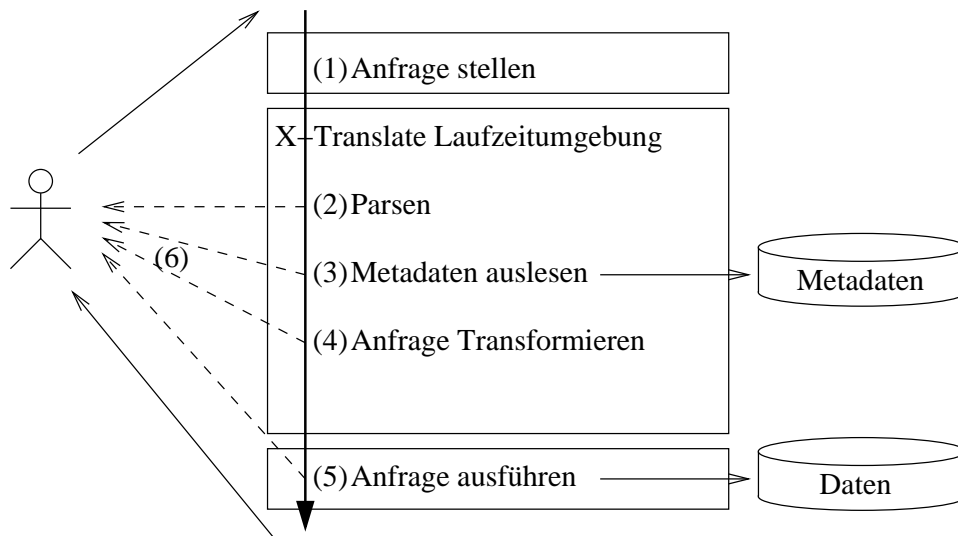 (1) Anfrage stellen
X-Translate Laufzeitumgebung
(2) Parsen
(6)
(3) Metadaten auslesen
Metadaten
(4) Anfrage Transformieren
(5) Anfrage ausführen
Daten